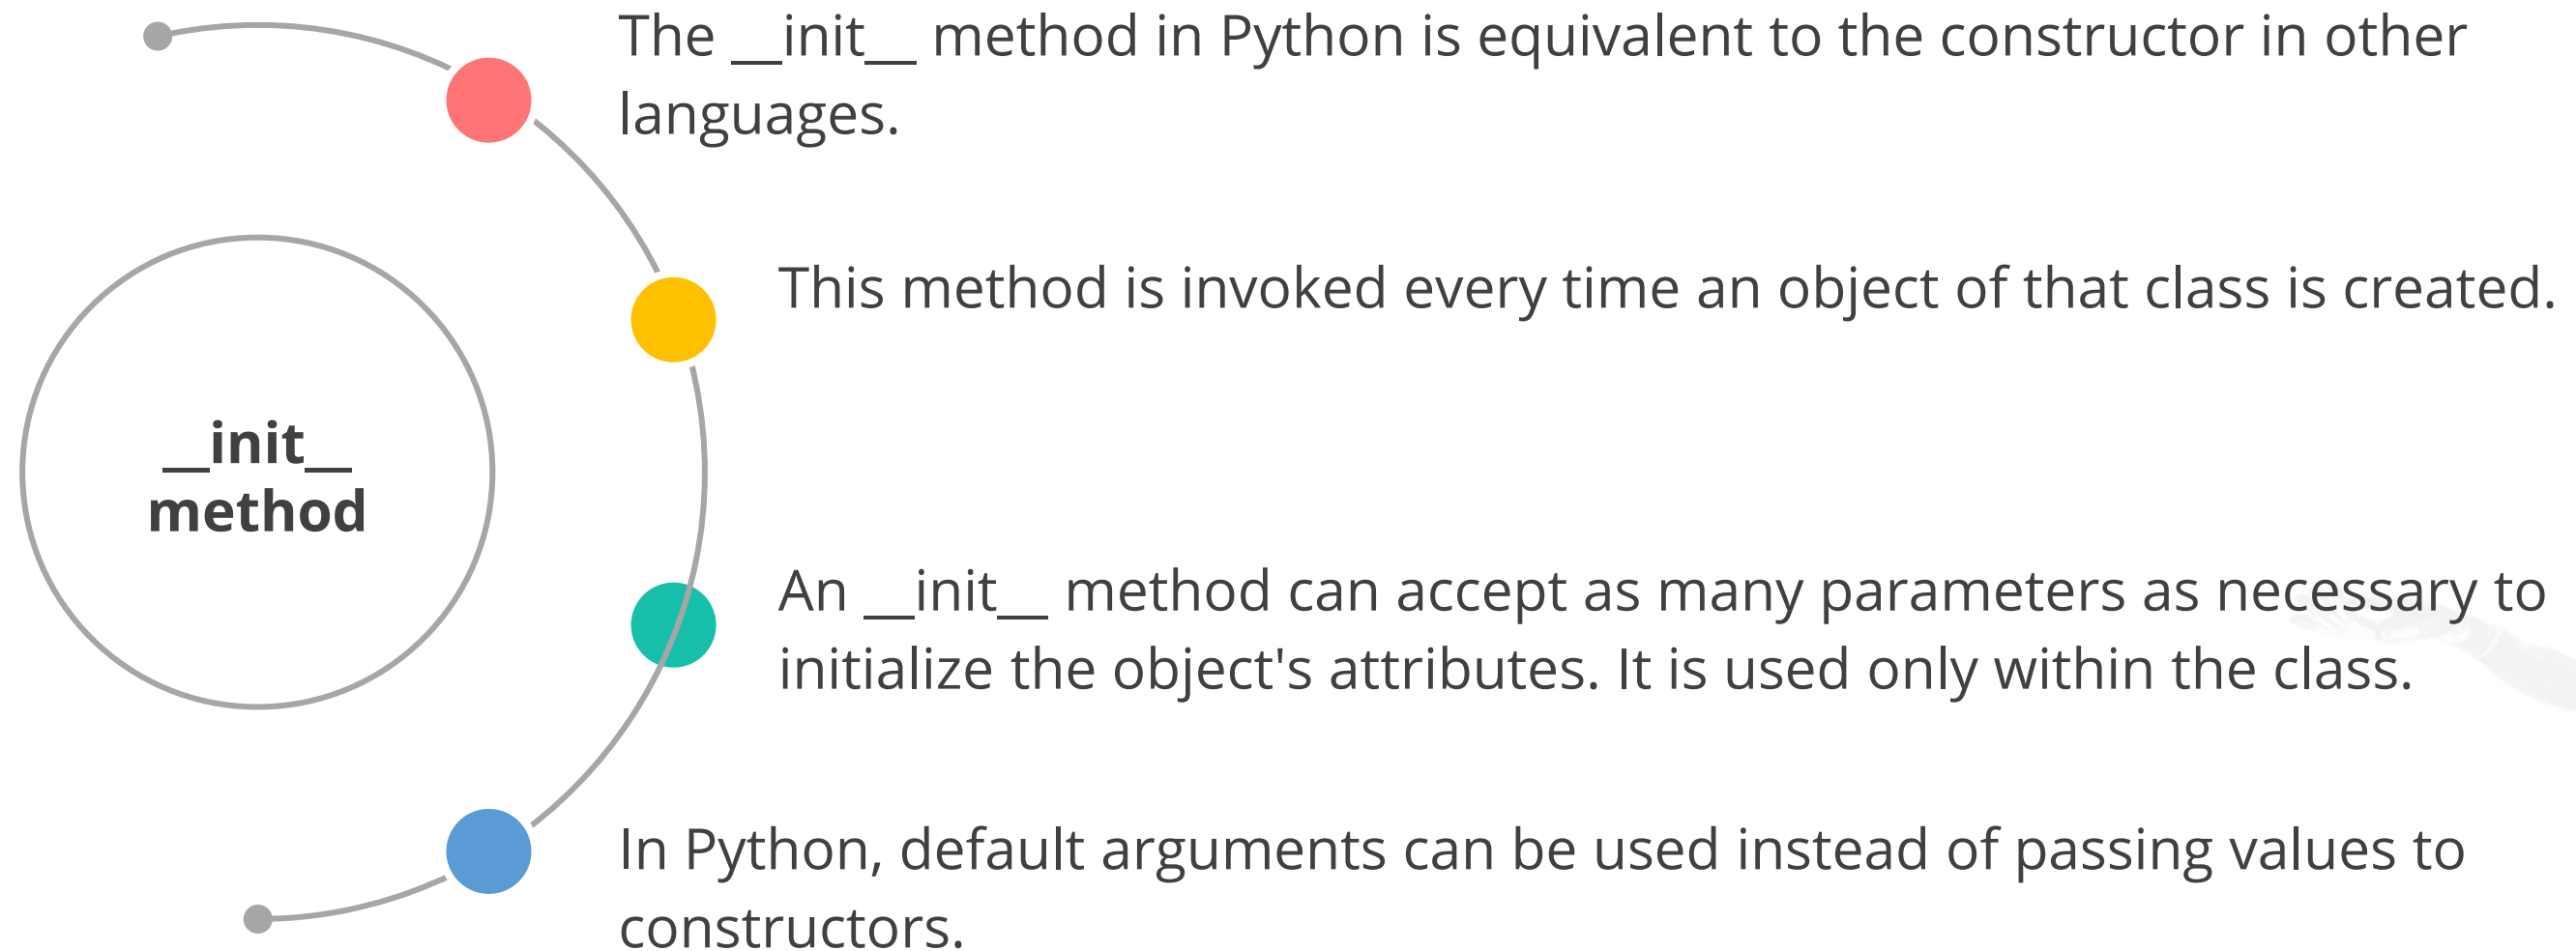 The __init__ method in Python is equivalent to the constructor in other
languages.
This method is invoked every time an object of that class is created.
__init__
method
An __init__ method can accept as many parameters as necessary to
initialize the object's attributes. It is used only within the class.
In Python, default arguments can be used instead of passing values to
constructors.